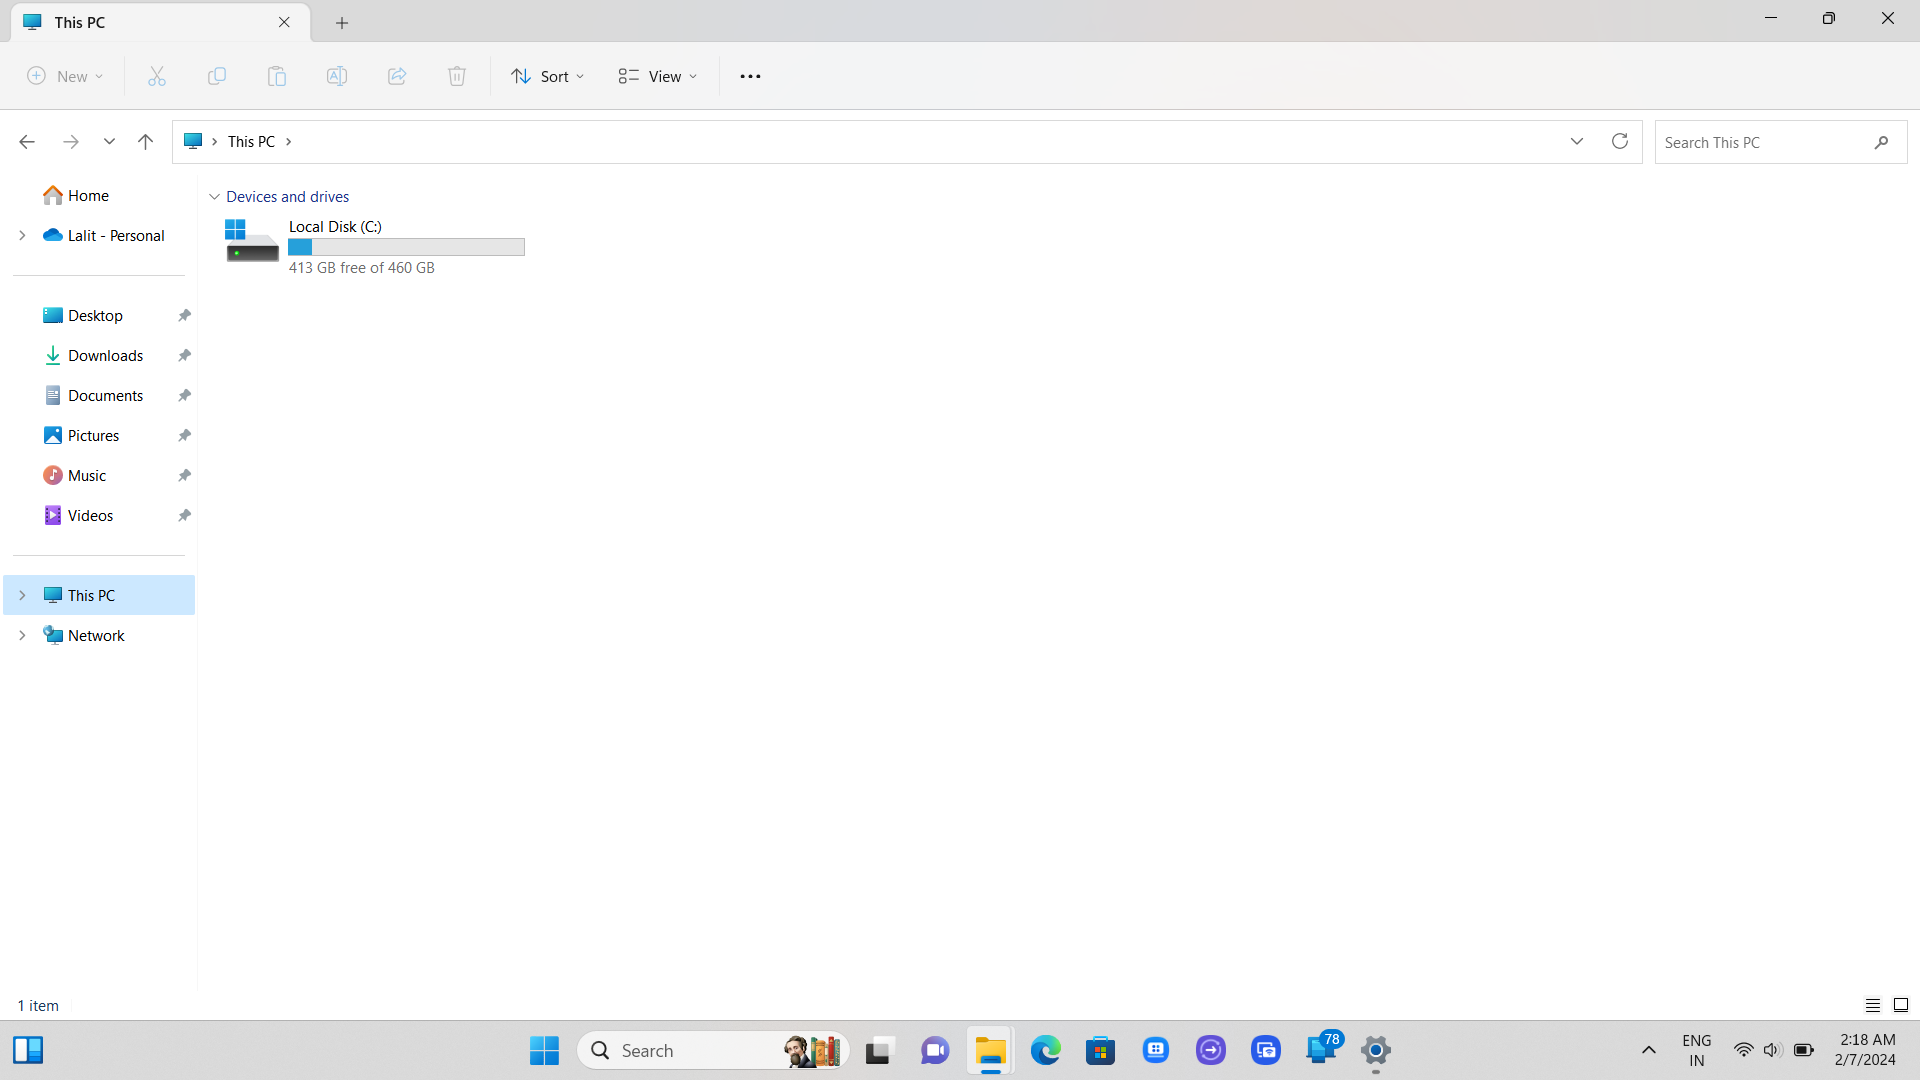 This PC
New
Sort
View
This PC
Search This PC
Home
Lalit - Personal
Desktop
Downloads
Documents
Pictures
Music
Videos
This PC
Network
Devices and drives
Local Disk (C:)
413 GB free of 460 GB
1 item
Search
78
ENG
IN
2:18 AM
2/7/2024